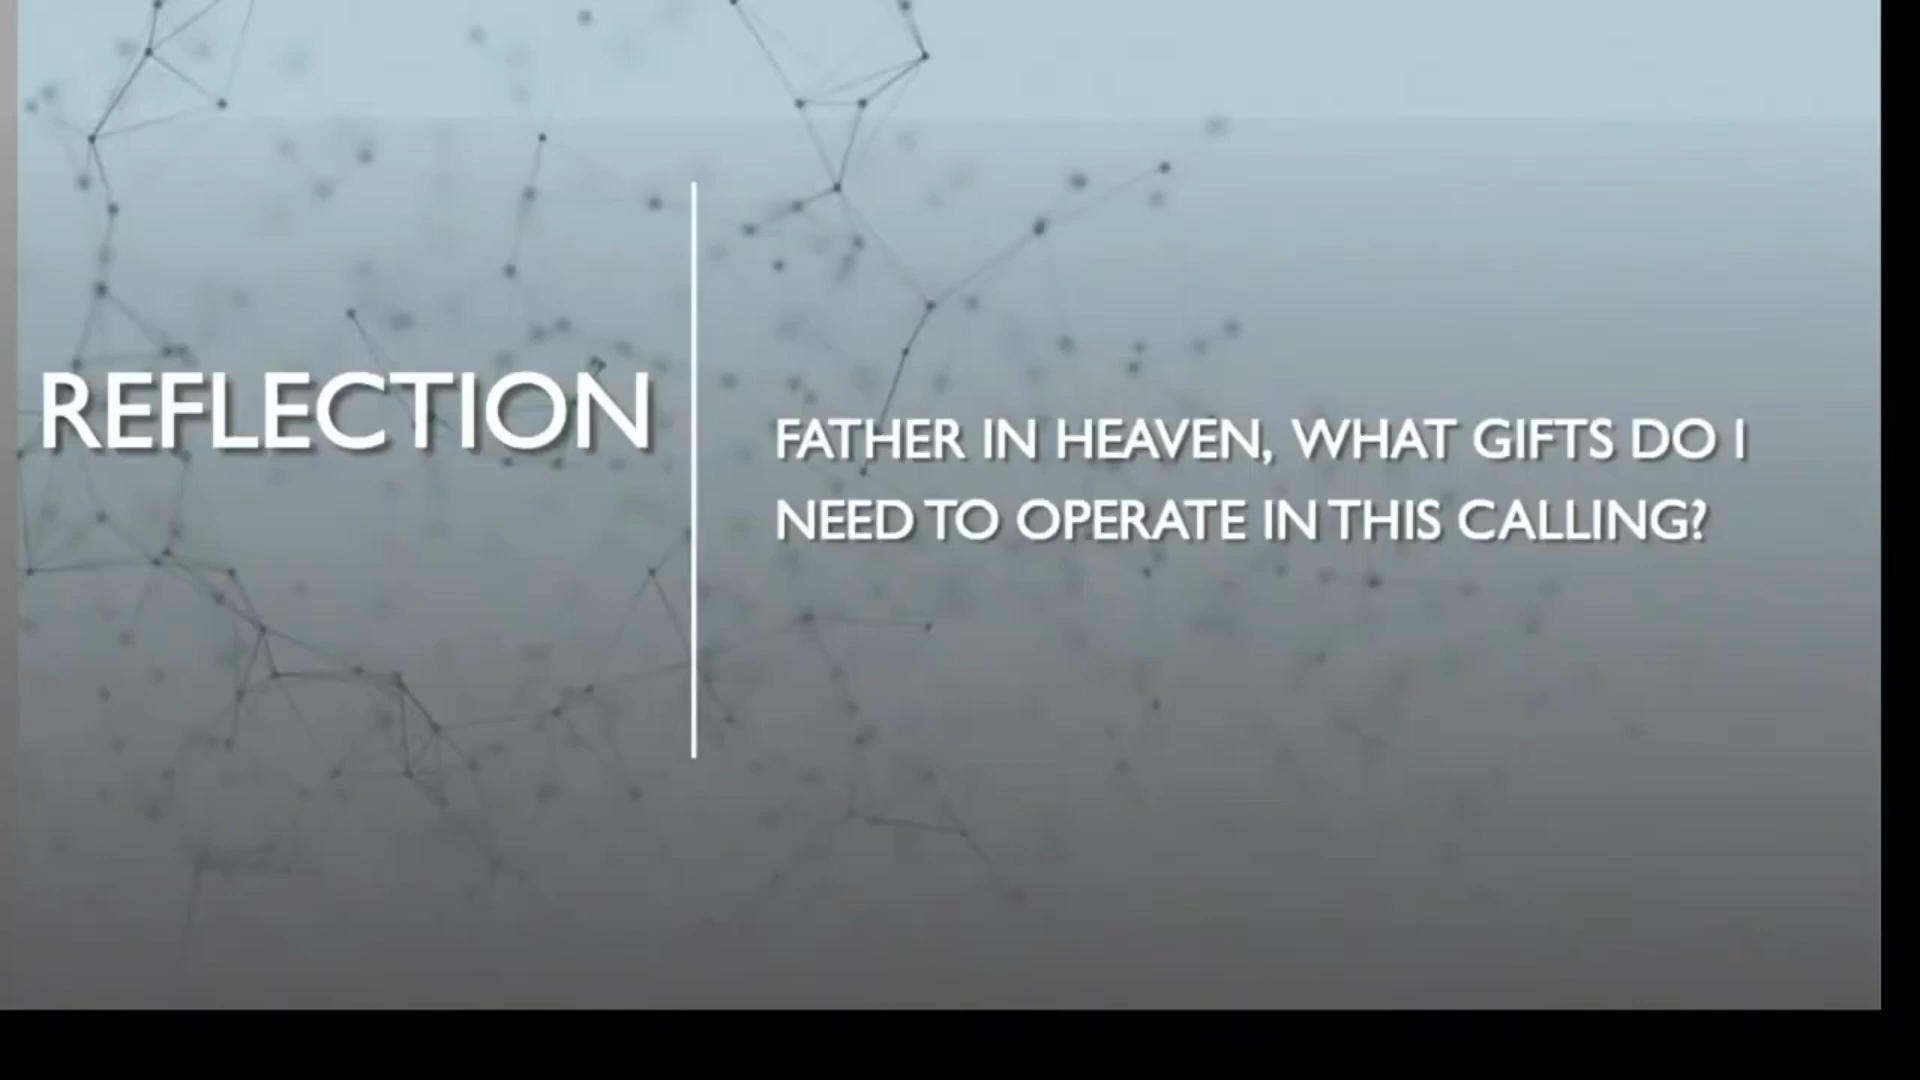 REFLECTION
FATHER IN HEAVEN, WHAT GIFTS DO I
NEED TO OPERATE IN THIS CALLING?